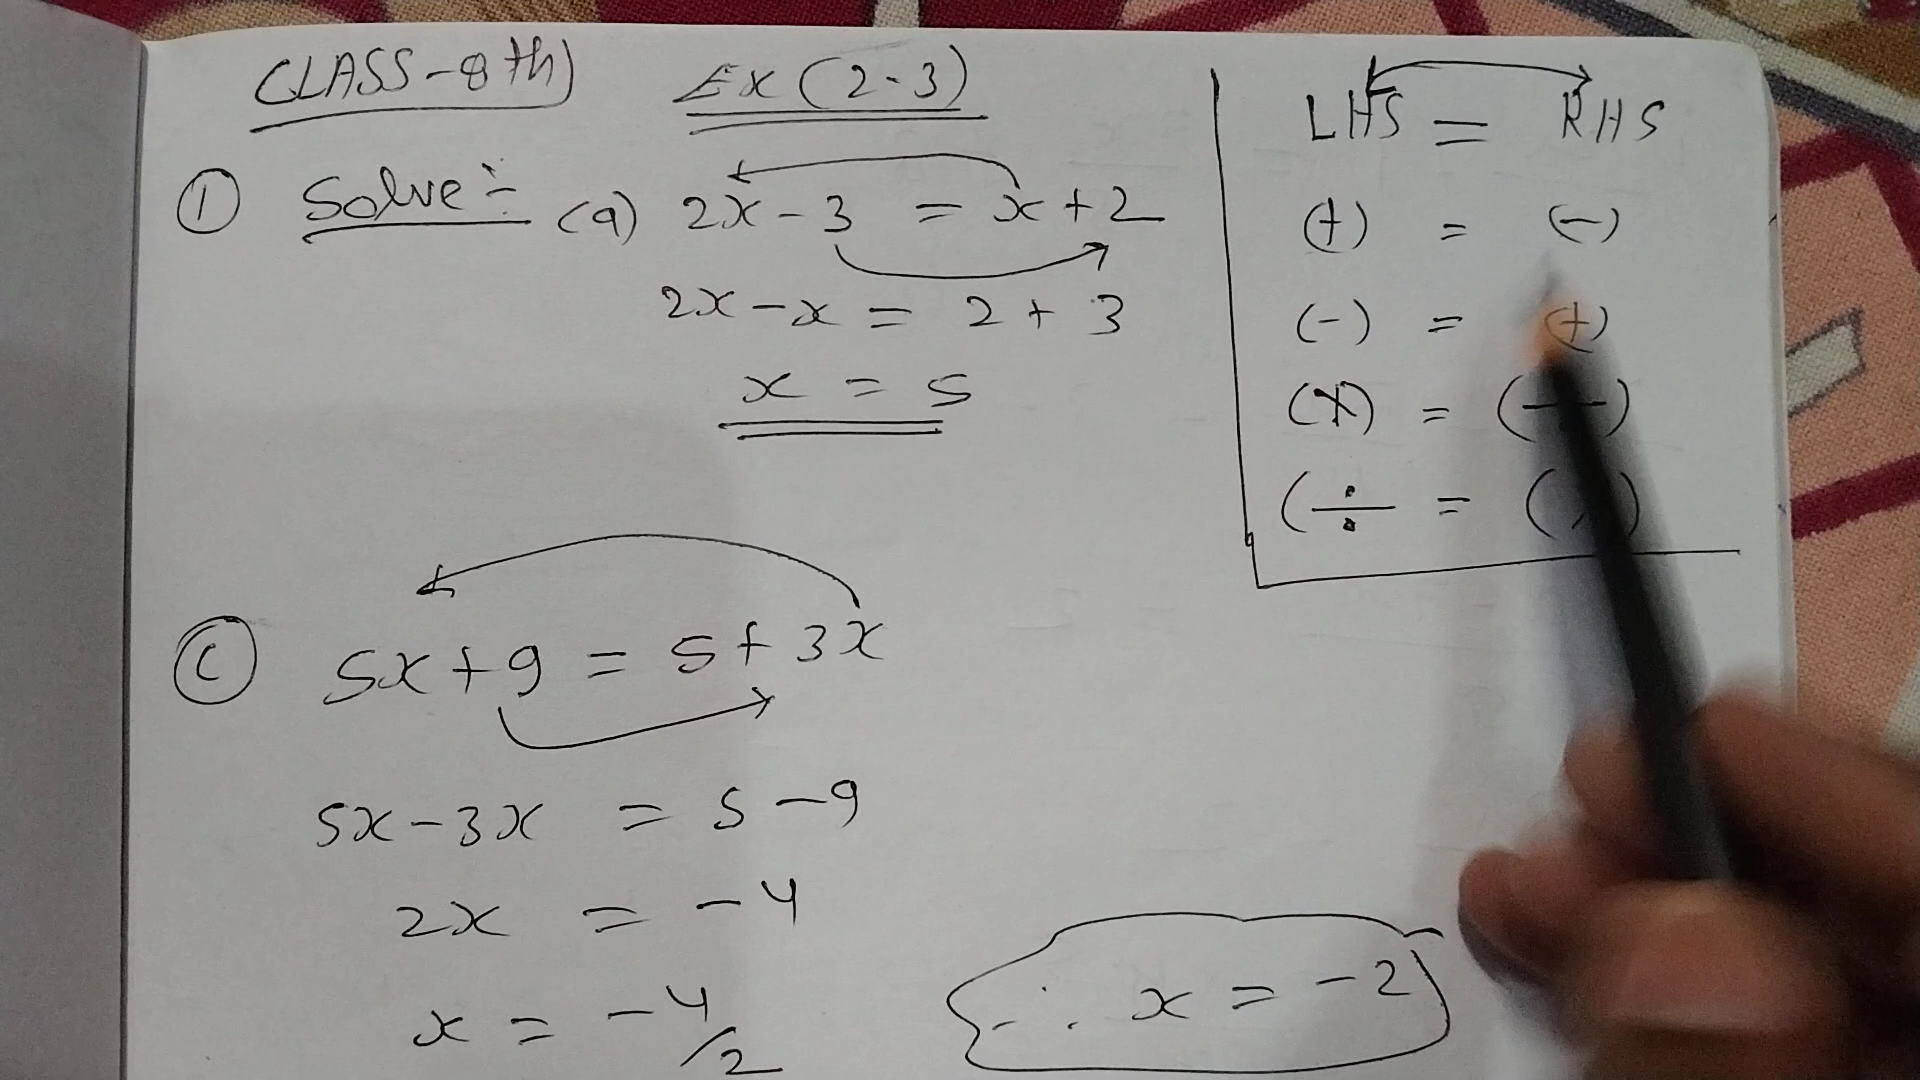 CLASS-8th) Ex (2-3)
① Solve:- (a) 2x - 3 = x + 2
2x - x = 2 + 3
x = 5
LHS = RHS
(+) = (-)
(-) = (+)
(×) = (÷)
(÷ = (×)
Ⓒ 5x + 9 = 5 + 3x
5x - 3x = 5 - 9
2x = -4
x = -4/2
∴ x = -2